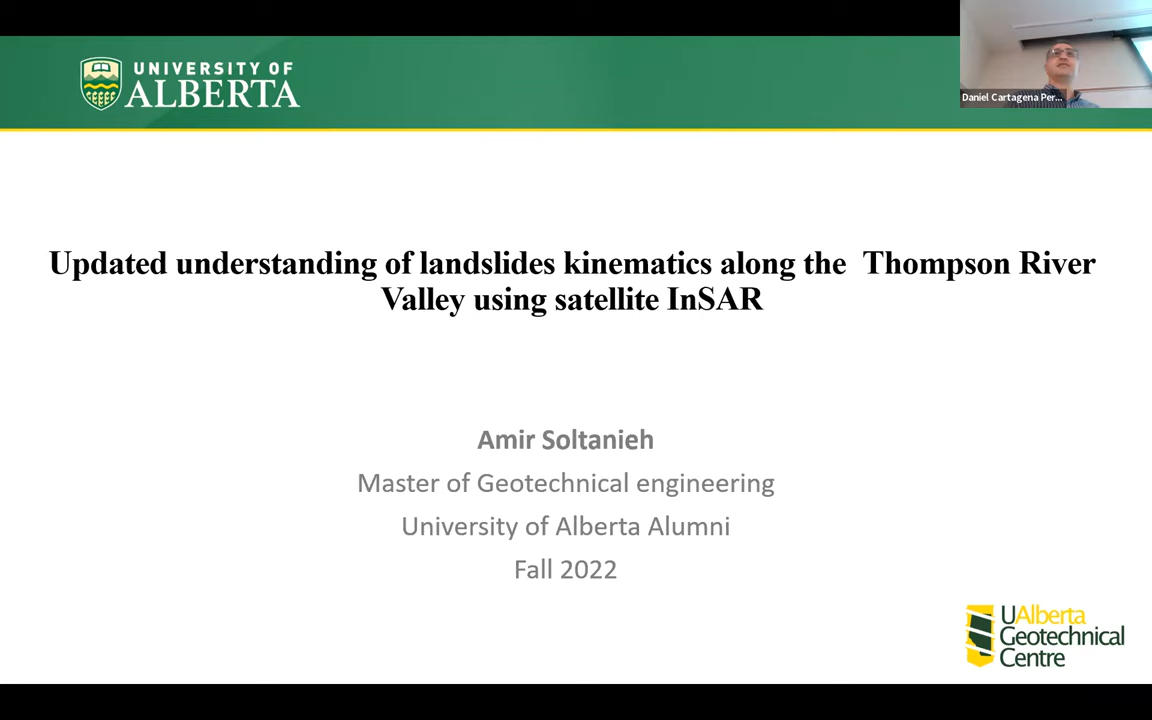 UNIVERSITY OF
ALBERTA
Daniel Cartagena Per...
Updated understanding of landslides kinematics along the Thompson River
Valley using satellite InSAR
Amir Soltanieh
Master of Geotechnical engineering
University of Alberta Alumni
Fall 2022
UAlberta
Geotechnical
Centre